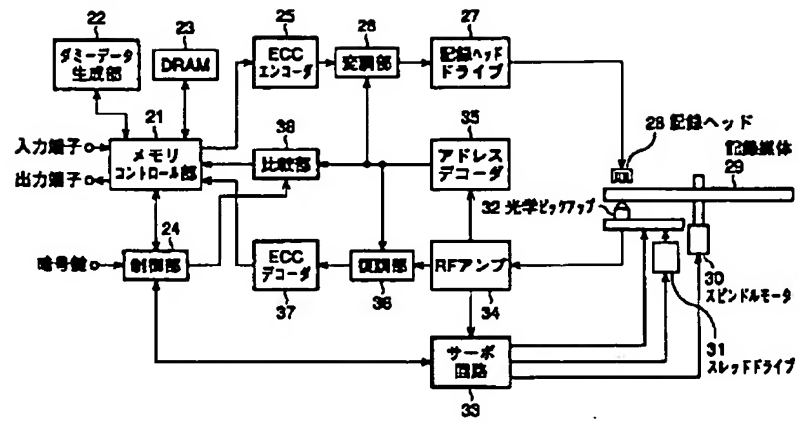 22
ダミーデータ
生成部
23
DRAM
25
ECC
エンコーダ
26
変調部
27
記録ヘッド
ドライブ
入力端子
出力端子
21
メモリ
コントロール部
38
比較部
35
アドレス
デコーダ
28 記録ヘッド
記録媒体
29
32 光学ピックアップ
暗号鍵
24
制御部
ECC
デコーダ
37
復調部
36
RFアンプ
34
30
スピンドルモータ
31
スレッドドライブ
サーボ
回路
33